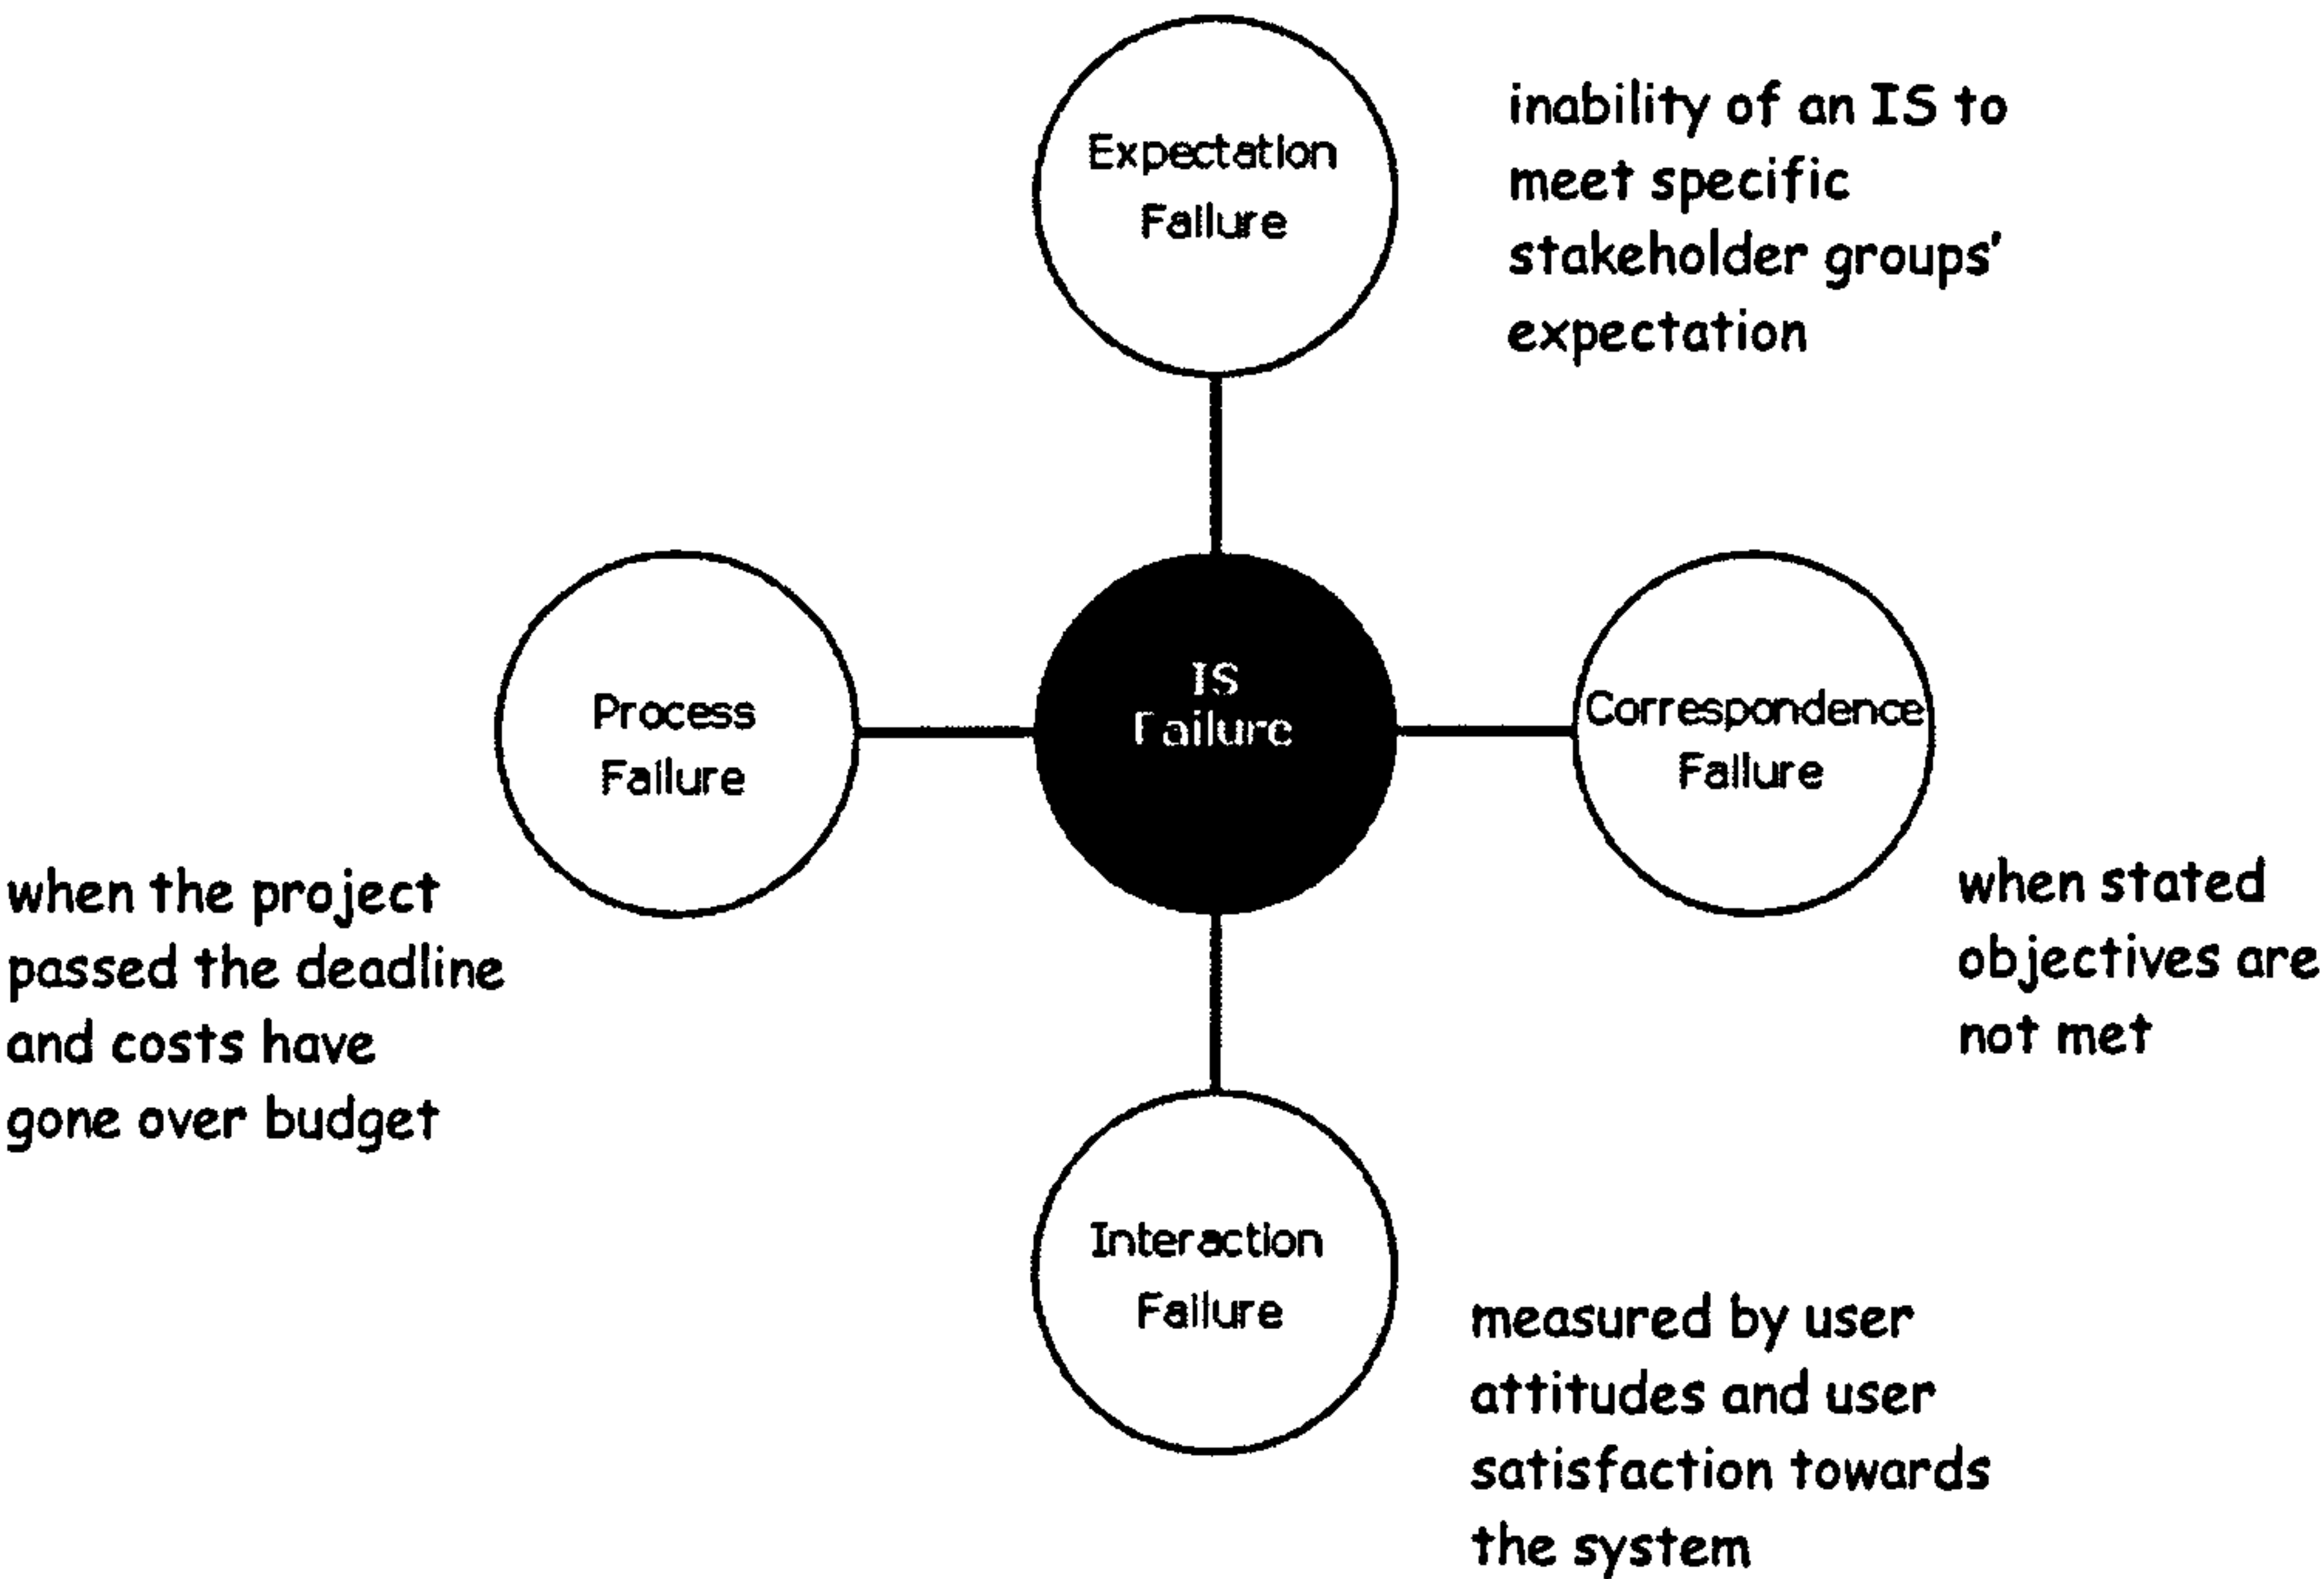 Expectation
Failure
inability of an IS to
meet specific
stakeholder groups'
expectation
IS
Failure
Process
Failure
Correspondence
Failure
when the project
passed the deadline
and costs have
gone over budget
when stated
objectives are
not met
Interaction
Failure
measured by user
attitudes and user
satisfaction towards
the system